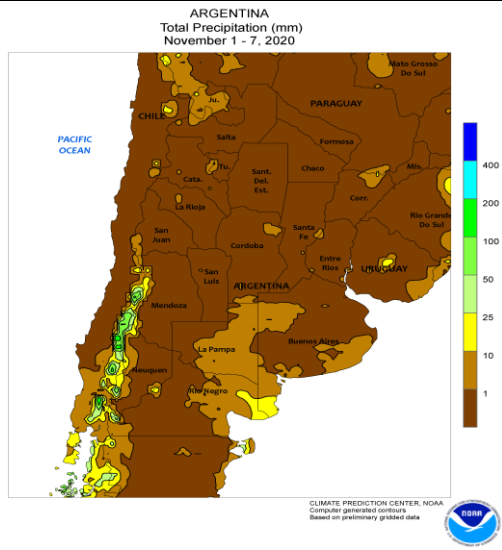 ARGENTINA
Total Precipitation (mm)
November 1 - 7, 2020
Mato Grosso
Do Sul
Ju.
PARAGUAY
CHILE
PACIFIC
OCEAN
Salta
Formosa
Tu.
Chaco
Mis.
Cata.
Sant.
Del.
Est.
Corr.
La Rioja
Rio Grande
Do Sul
San
Juan
Santa
Fe
Cordoba
Entre
Rios
URUGUAY
San
Luis
ARGENTINA
Mendoza
Buenos Aires
La Pampa
Neuquen
Rio Negro
400
200
100
50
25
10
1
CLIMATE PREDICTION CENTER, NOAA
Computer generated contours
Based on preliminary gridded data
NOAA